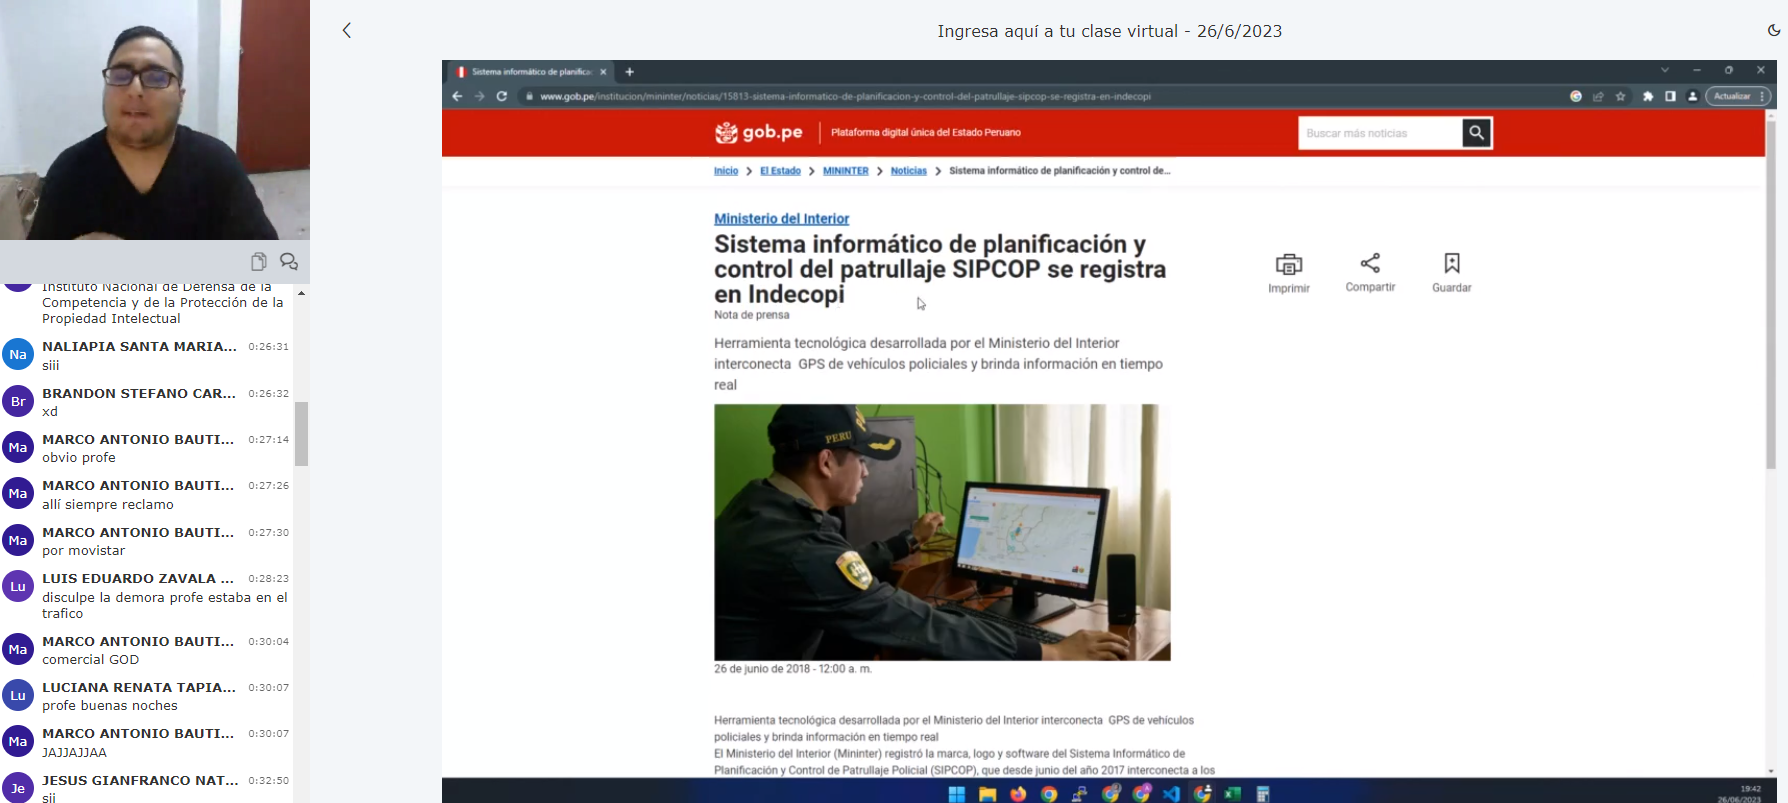 Ingresa aquí a tu clase virtual - 26/6/2023
Instituto Nacional de Defensa de la
Competencia y de la Protección de la
Propiedad Intelectual
Na
NALIAPIA SANTA MARIA... 0:26:31
siii
Br
BRANDON STEFANO CAR... 0:26:32
xd
Ma
MARCO ANTONIO BAUTI... 0:27:14
obvio profe
Ma
MARCO ANTONIO BAUTI... 0:27:26
allí siempre reclamo
Ma
MARCO ANTONIO BAUTI... 0:27:30
por movistar
Lu
LUIS EDUARDO ZAVALA ... 0:28:23
disculpe la demora profe estaba en el
trafico
Ma
MARCO ANTONIO BAUTI... 0:30:04
comercial GOD
Lu
LUCIANA RENATA TAPIA... 0:30:07
profe buenas noches
Ma
MARCO ANTONIO BAUTI... 0:30:07
JAJJAJJAA
Je
JESUS GIANFRANCO NAT... 0:32:50
sii
Sistema informático de planifica
www.gob.pe/institucion/mininter/noticias/15813-sistema-informatico-de-planificacion-y-control-del-patrullaje-sipcop-se-registra-en-indecopi
Actualizar
gob.pe
Plataforma digital única del Estado Peruano
Buscar más noticias
Inicio > El Estado > MININTER > Noticias > Sistema informático de planificación y control de...
Ministerio del Interior
Sistema informático de planificación y
control del patrullaje SIPCOP se registra
en Indecopi
Nota de prensa
Imprimir
Compartir
Guardar
Herramienta tecnológica desarrollada por el Ministerio del Interior
interconecta GPS de vehículos policiales y brinda información en tiempo
real
PERU
26 de junio de 2018 - 12:00 a. m.
Herramienta tecnológica desarrollada por el Ministerio del Interior interconecta GPS de vehículos
policiales y brinda información en tiempo real
El Ministerio del Interior (Mininter) registró la marca, logo y software del Sistema Informático de
Planificación y Control de Patrullaje Policial (SIPCOP), que desde junio del año 2017 interconecta a los
19:42
26/06/2023